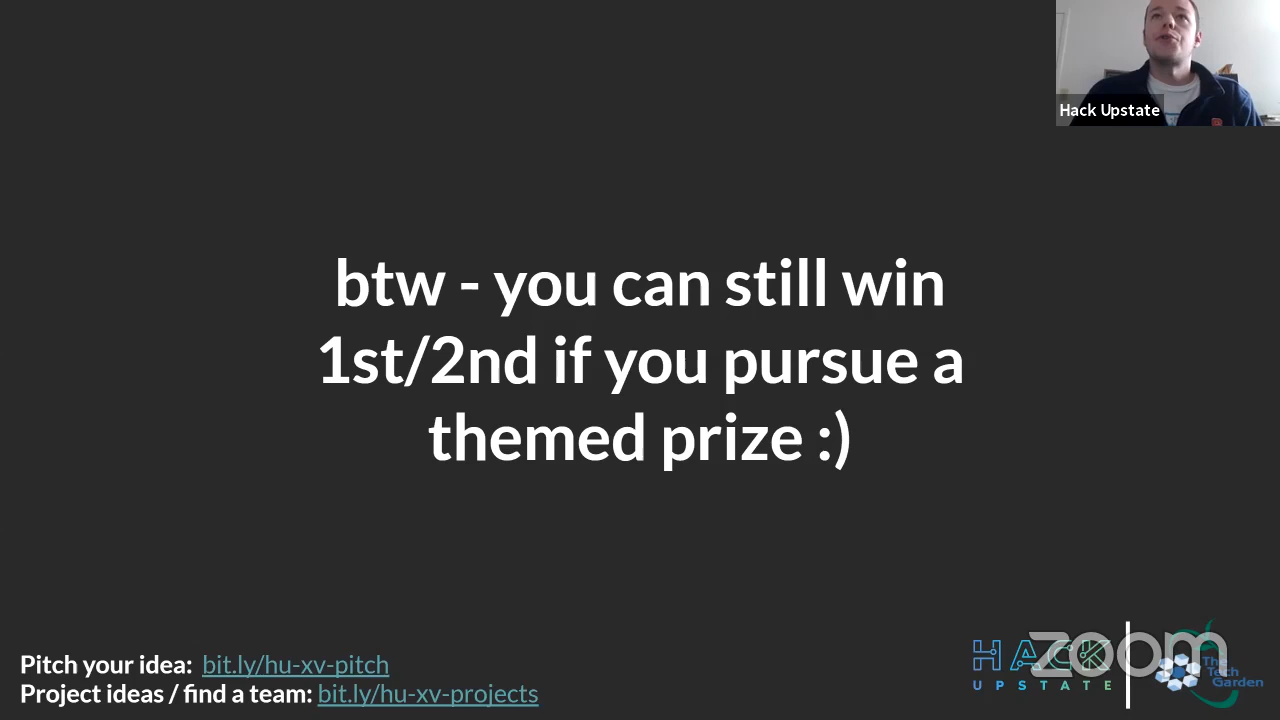 Hack Upstate
btw - you can still win
1st/2nd if you pursue a
themed prize :)
Pitch your idea: bit.ly/hu-xv-pitch
Project ideas / find a team: bit.ly/hu-xv-projects
HACK
UPSTATE
zoom
The
Tech
Garden